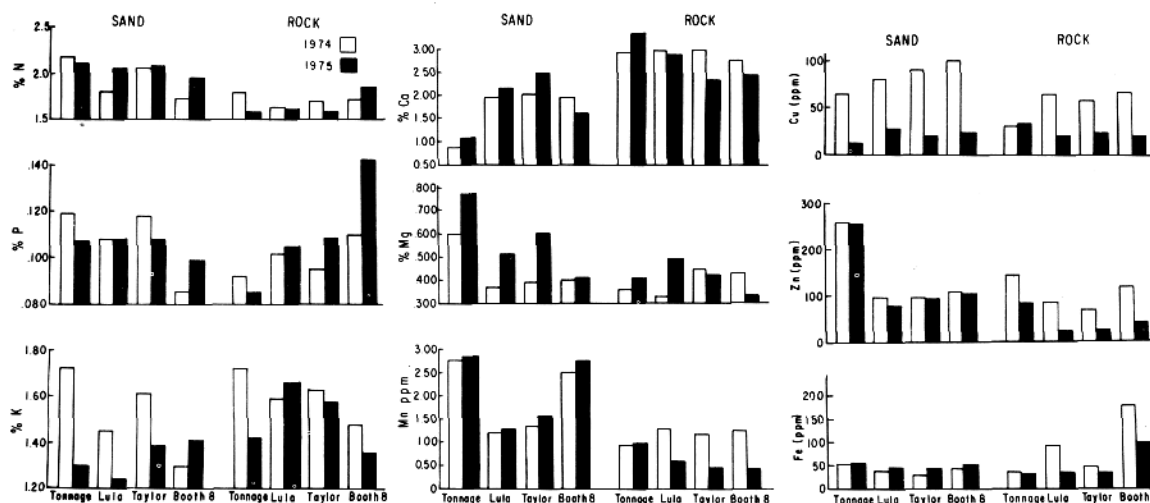 SAND ROCK
1974
1975
% N
2.5
2.0
1.5
% P
.140
.120
.100
.080
% K
1.80
1.60
1.40
1.20
Tonnage Lula Taylor Booth 8 Tonnage Lula Taylor Booth 8
SAND ROCK
% Ca
3.00
2.50
2.00
1.50
1.00
0.50
% Mg
.800
.700
.600
.500
.400
.300
Mn ppm
3.00
2.50
2.00
1.50
1.00
0.50
0.00
Tonnage Lula Taylor Booth 8 Tonnage Lula Taylor Booth 8
SAND ROCK
Cu (ppm)
100
50
0
Zn (ppm)
300
200
100
0
Fe (ppm)
200
150
100
50
0
Tonnage Lula Taylor Booth 8 Tonnage Lula Taylor Booth